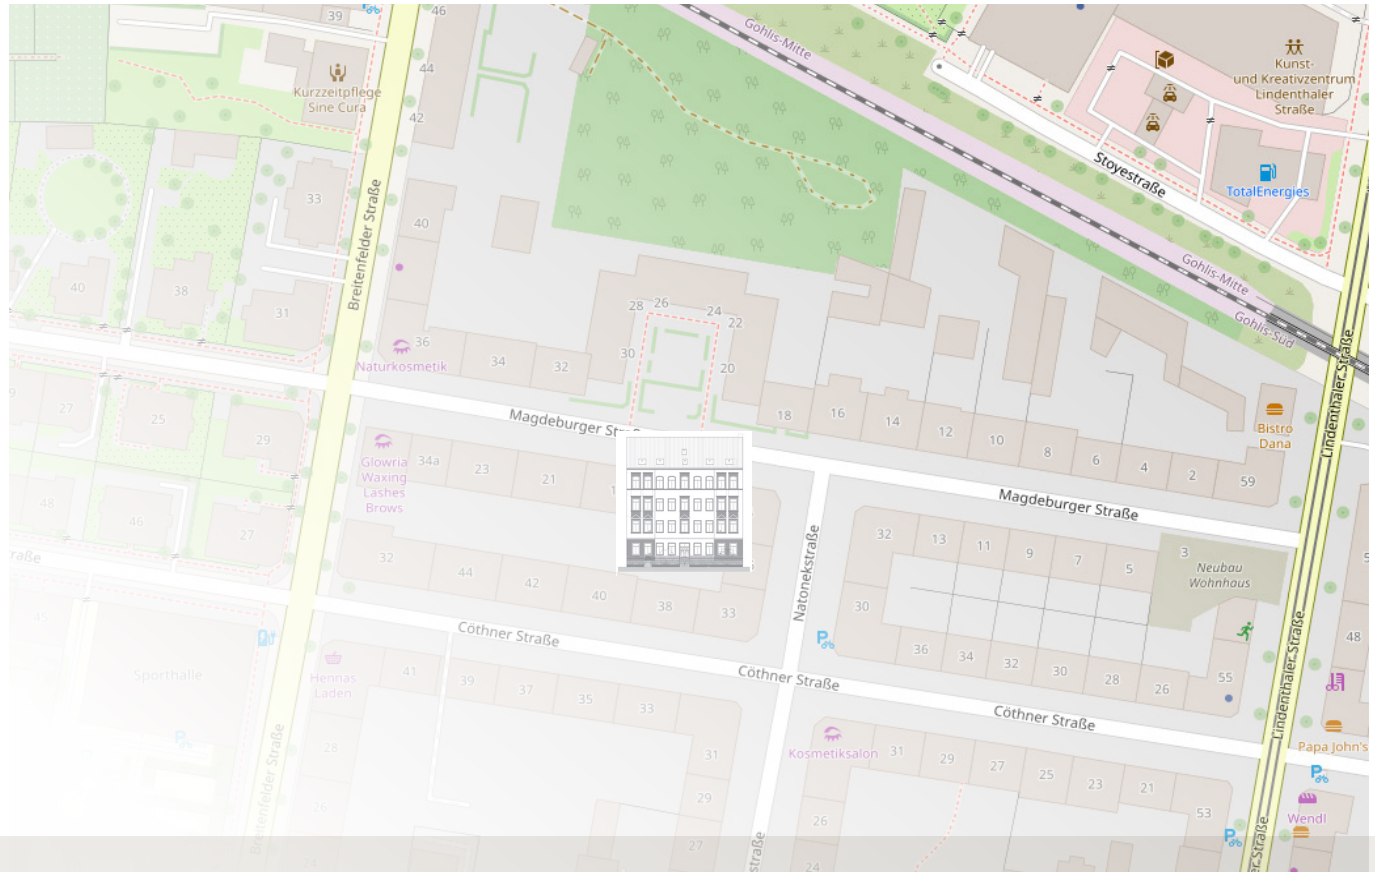 39
46
Gohlis-Mitte
Kunst-
und Kreativzentrum
Lindenthaler
Straße
44
Kurzzeitpflege
Sine Cura
42
Stoyestraße
TotalEnergies
33
40
Breitenfelder Straße
Gohlis-Mitte
Gohlis-Süd
40
38
31
28
26
24
22
36
34
32
30
20
Naturkosmetik
Lindenthaler Straße
27
25
29
Magdeburger
18
16
14
12
10
8
6
4
2
59
Bistro
Dana
Glowria
Waxing
Lashes
Brows
34a
23
21
48
46
27
Magdeburger Straße
32
13
11
9
7
5
3
Neubau
Wohnhaus
Natonekstraße
32
44
42
40
38
33
30
Cöthner Straße
36
34
32
30
28
26
55
48
Lindenthaler Straße
45
Sporthalle
Hennas
Laden
41
39
37
35
33
31
29
27
Cöthner Straße
Cöthner Straße
Papa John's
Kosmetiksalon
31
29
27
25
23
21
53
Wendl
28
26
Breitenfelder Straße
26
24
straße